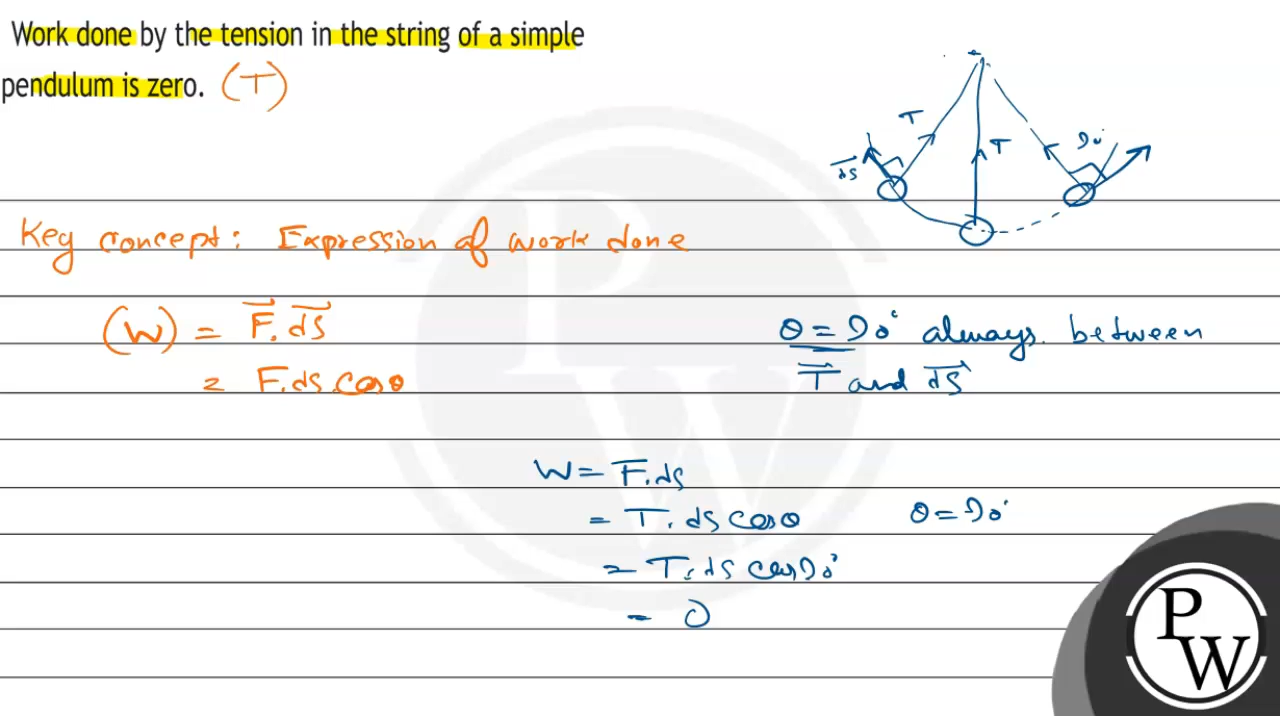 Work done by the tension in the string of a simple
pendulum is zero. (T)
T
T
90°
ds
Key concept: Expression of work done
(W) = F.ds
= F.ds cosθ
θ = 90° always between
T and ds
W = F.ds
= T.ds cosθ
θ = 90°
= T.ds cos90°
= 0
P
W